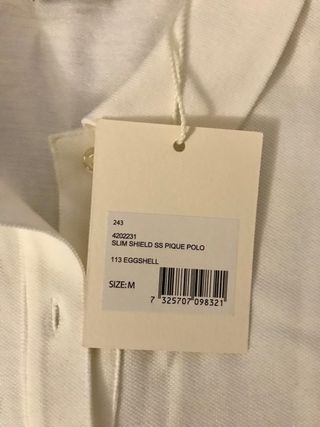 243
4202231
SLIM SHIELD SS PIQUE POLO
113 EGGSHELL
SIZE: M
7 325707 098321